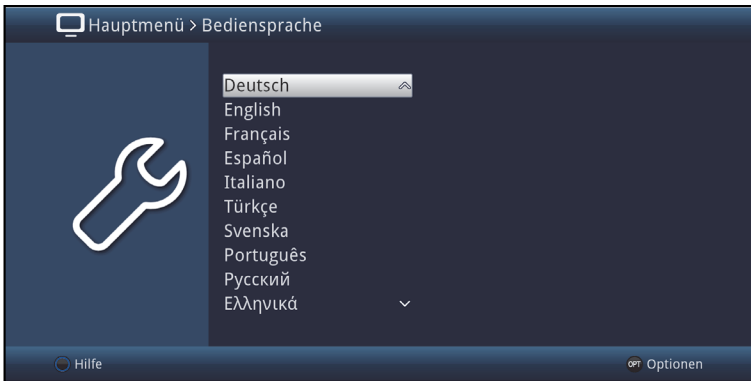 Hauptmenü > Bediensprache
Deutsch
English
Français
Español
Italiano
Türkçe
Svenska
Português
Русский
Ελληνικά
Hilfe
OPT Optionen